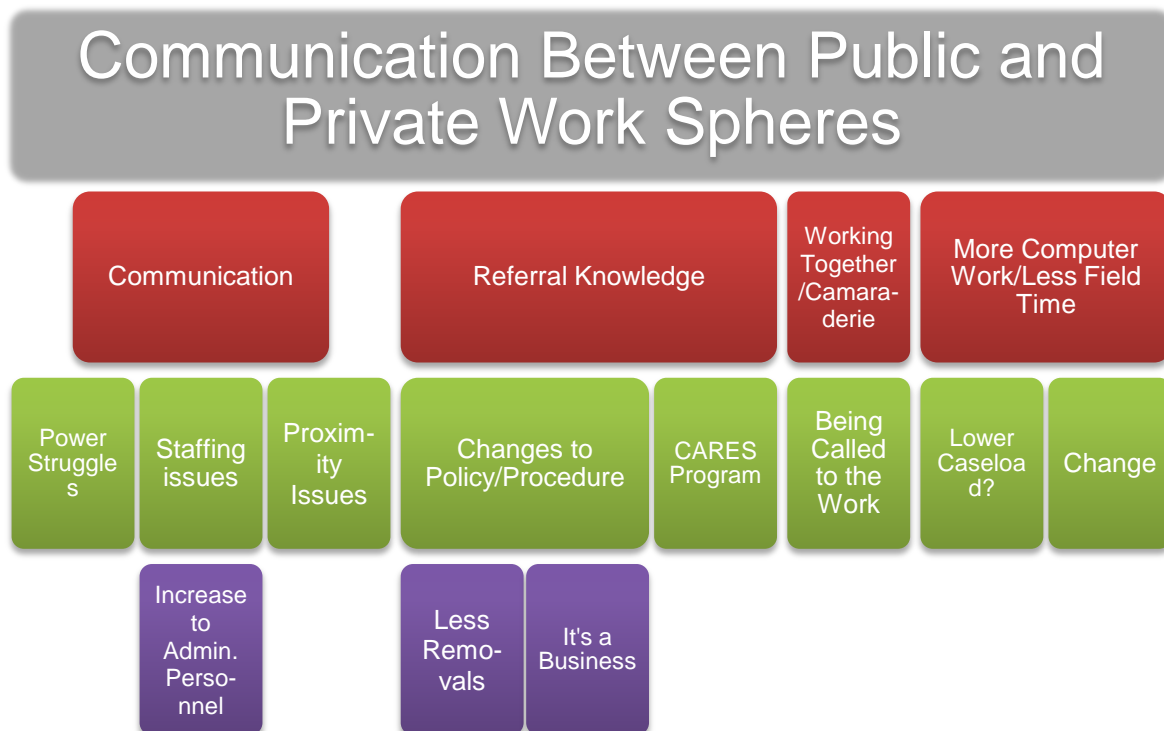 Communication Between Public and
Private Work Spheres
Communication
Referral Knowledge
Working
Together
/Camara-
derie
More Computer
Work/Less Field
Time
Power
Struggle
s
Staffing
issues
Proxim-
ity
Issues
Changes to
Policy/Procedure
CARES
Program
Being
Called
to the
Work
Lower
Caseloa
d?
Change
Increase
to
Admin.
Perso-
nnel
Less
Remo-
vals
It's a
Business